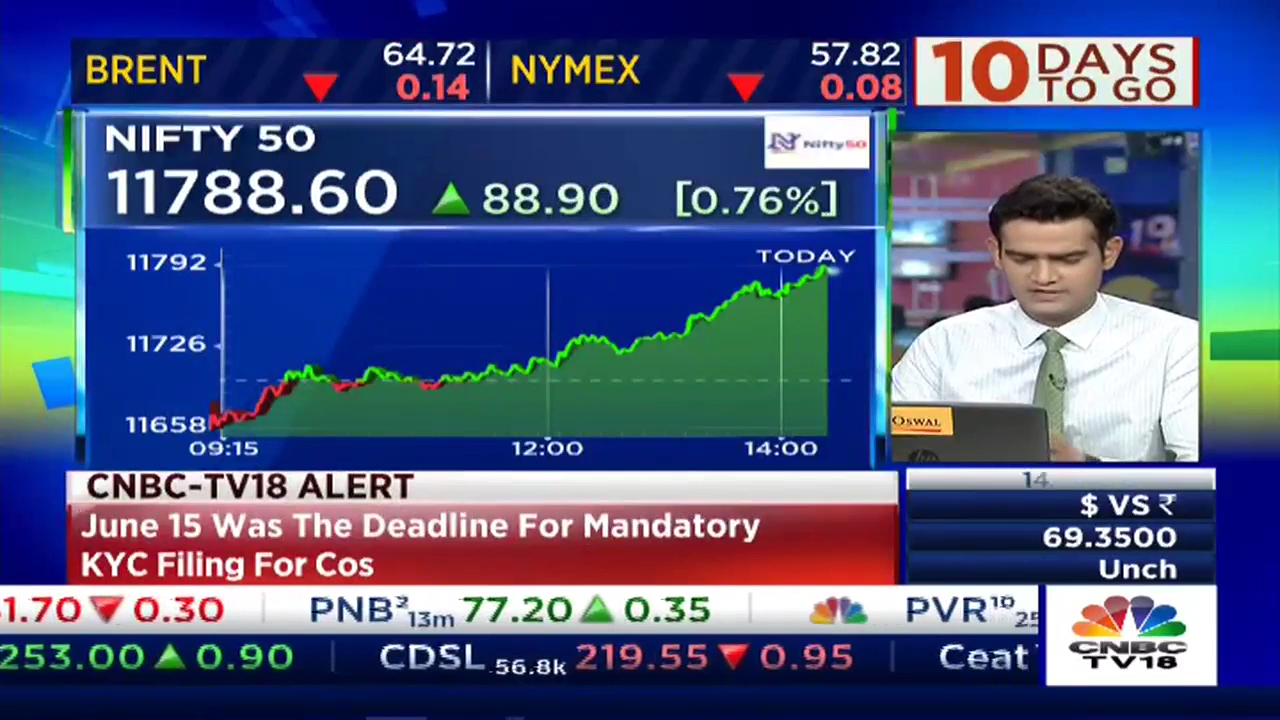 BRENT
64.72
0.14
NYMEX
57.82
0.08
10 DAYS TO GO
NIFTY 50
Nifty50
11788.60 88.90 [0.76%]
TODAY
11792
11726
11658
09:15 12:00 14:00
OSWAL
hp
CNBC-TV18 ALERT
June 15 Was The Deadline For Mandatory
KYC Filing For Cos
$ VS ₹
69.3500
Unch
1.70 0.30 PNB² 13m 77.20 0.35 PVR¹⁰
253.00 0.90 CDSL 56.8k 219.55 0.95 Ceat
CNBC
TV18